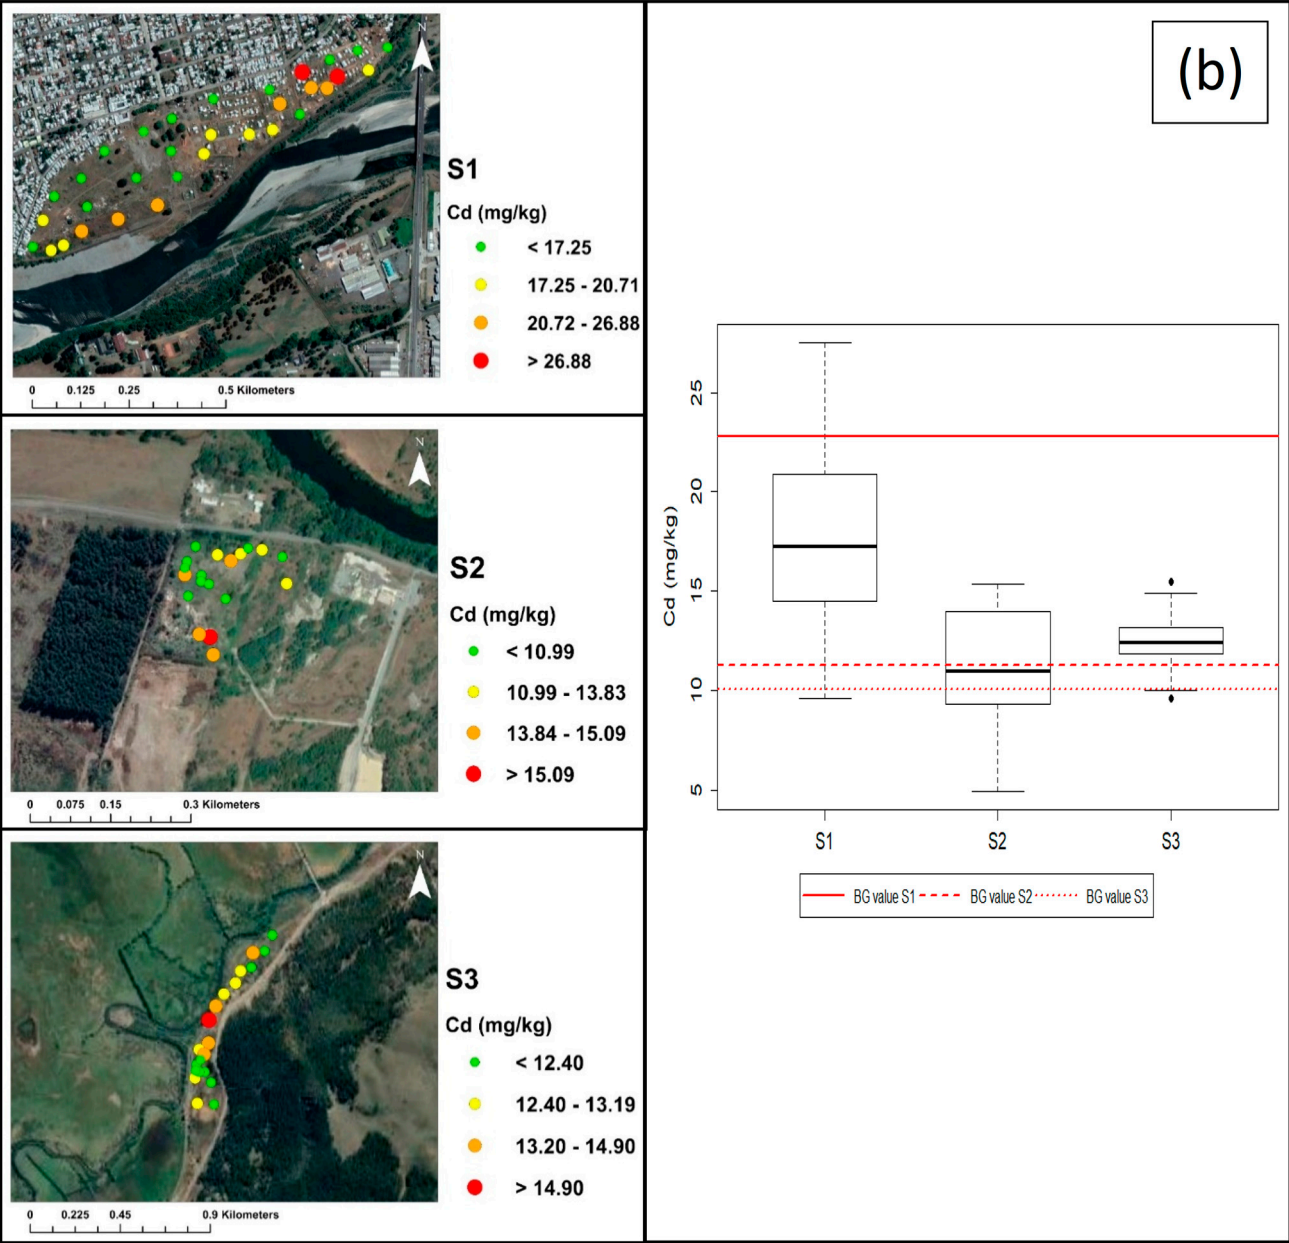 N
S1
Cd (mg/kg)
< 17.25
17.25 - 20.71
20.72 - 26.88
> 26.88
0 0.125 0.25 0.5 Kilometers
N
S2
Cd (mg/kg)
< 10.99
10.99 - 13.83
13.84 - 15.09
> 15.09
0 0.075 0.15 0.3 Kilometers
N
S3
Cd (mg/kg)
< 12.40
12.40 - 13.19
13.20 - 14.90
> 14.90
0 0.225 0.45 0.9 Kilometers
(b)
Cd (mg/kg)
25
20
15
10
5
S1 S2 S3
BG value S1 BG value S2 BG value S3